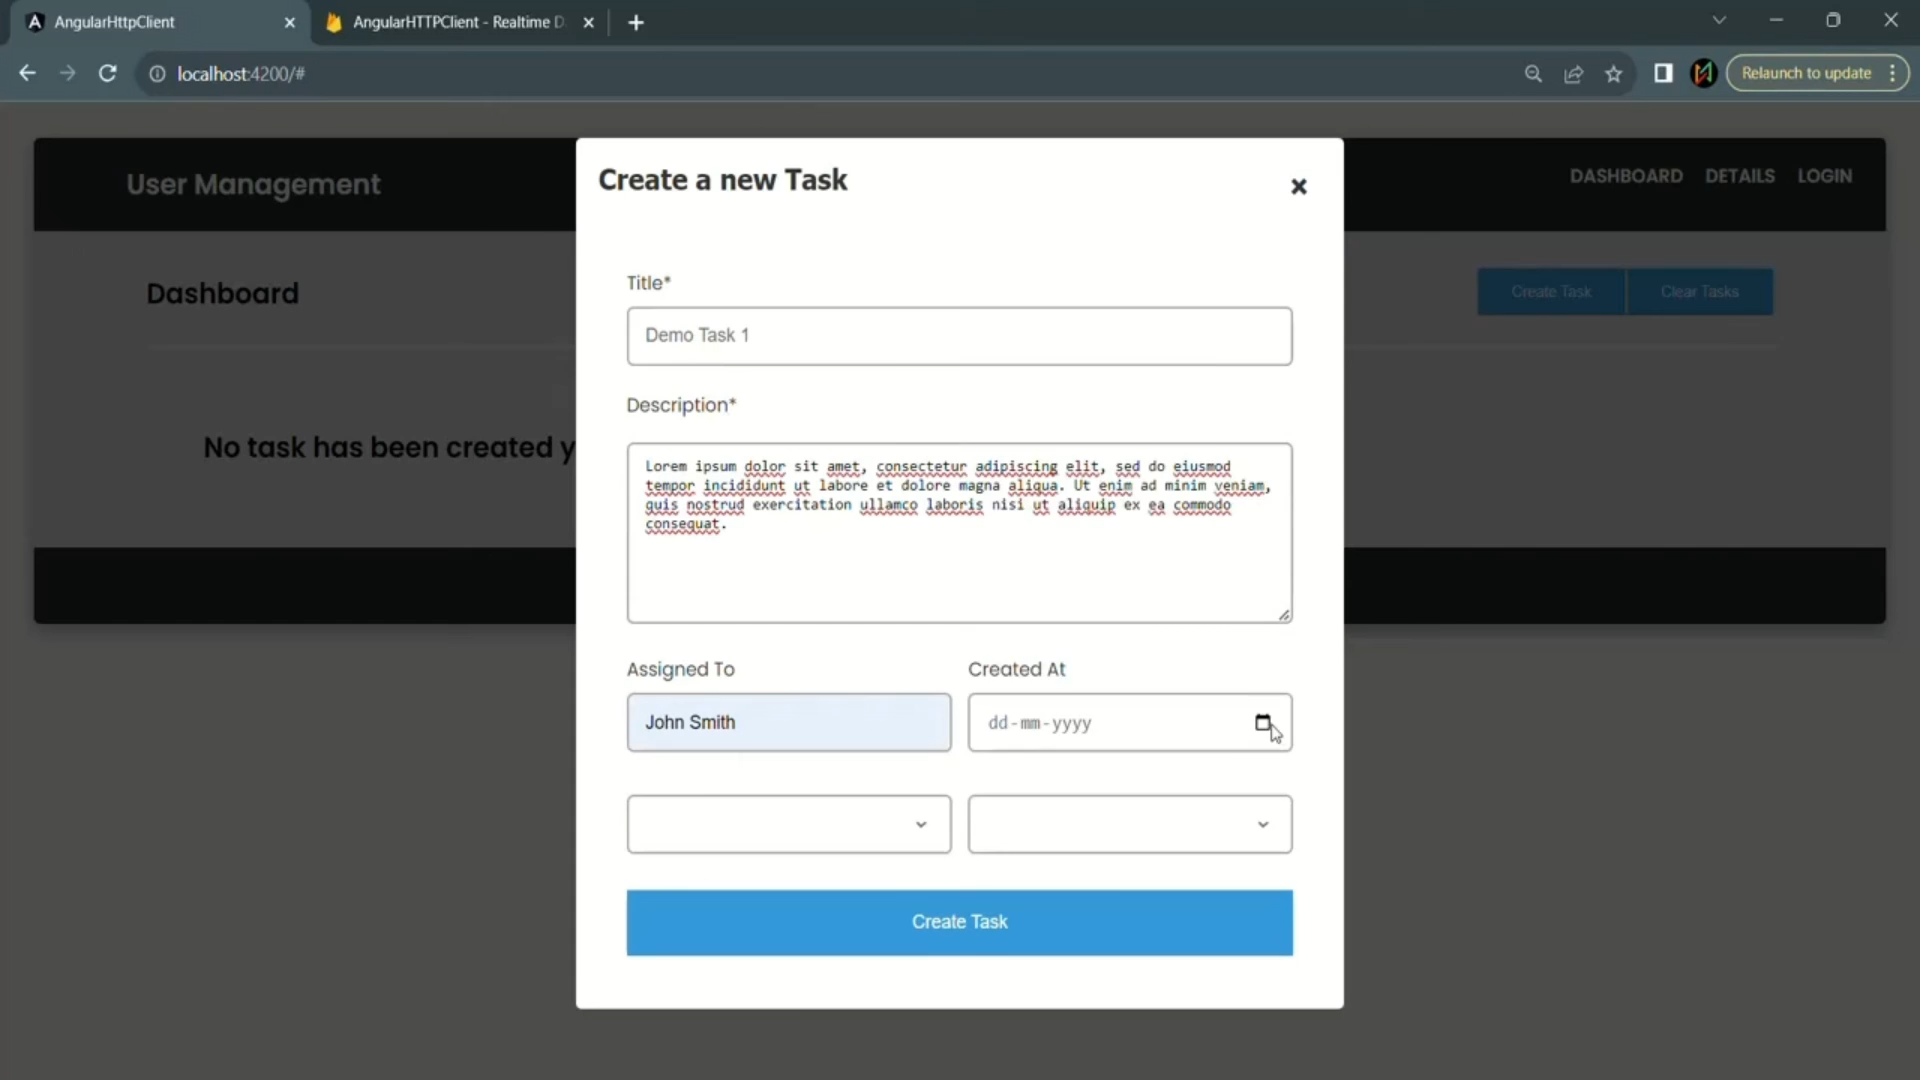 AngularHttpClient
AngularHTTPClient - Realtime D
localhost:4200/#
Relaunch to update
User Management
DASHBOARD DETAILS LOGIN
Dashboard
Create Task
Clear Tasks
No task has been created y
Create a new Task
Title*
Demo Task 1
Description*
Lorem ipsum dolor sit amet, consectetur adipiscing elit, sed do eiusmod
tempor incididunt ut labore et dolore magna aliqua. Ut enim ad minim veniam,
quis nostrud exercitation ullamco laboris nisi ut aliquip ex ea commodo
consequat.
Assigned To
Created At
John Smith
dd-mm-yyyy
Create Task